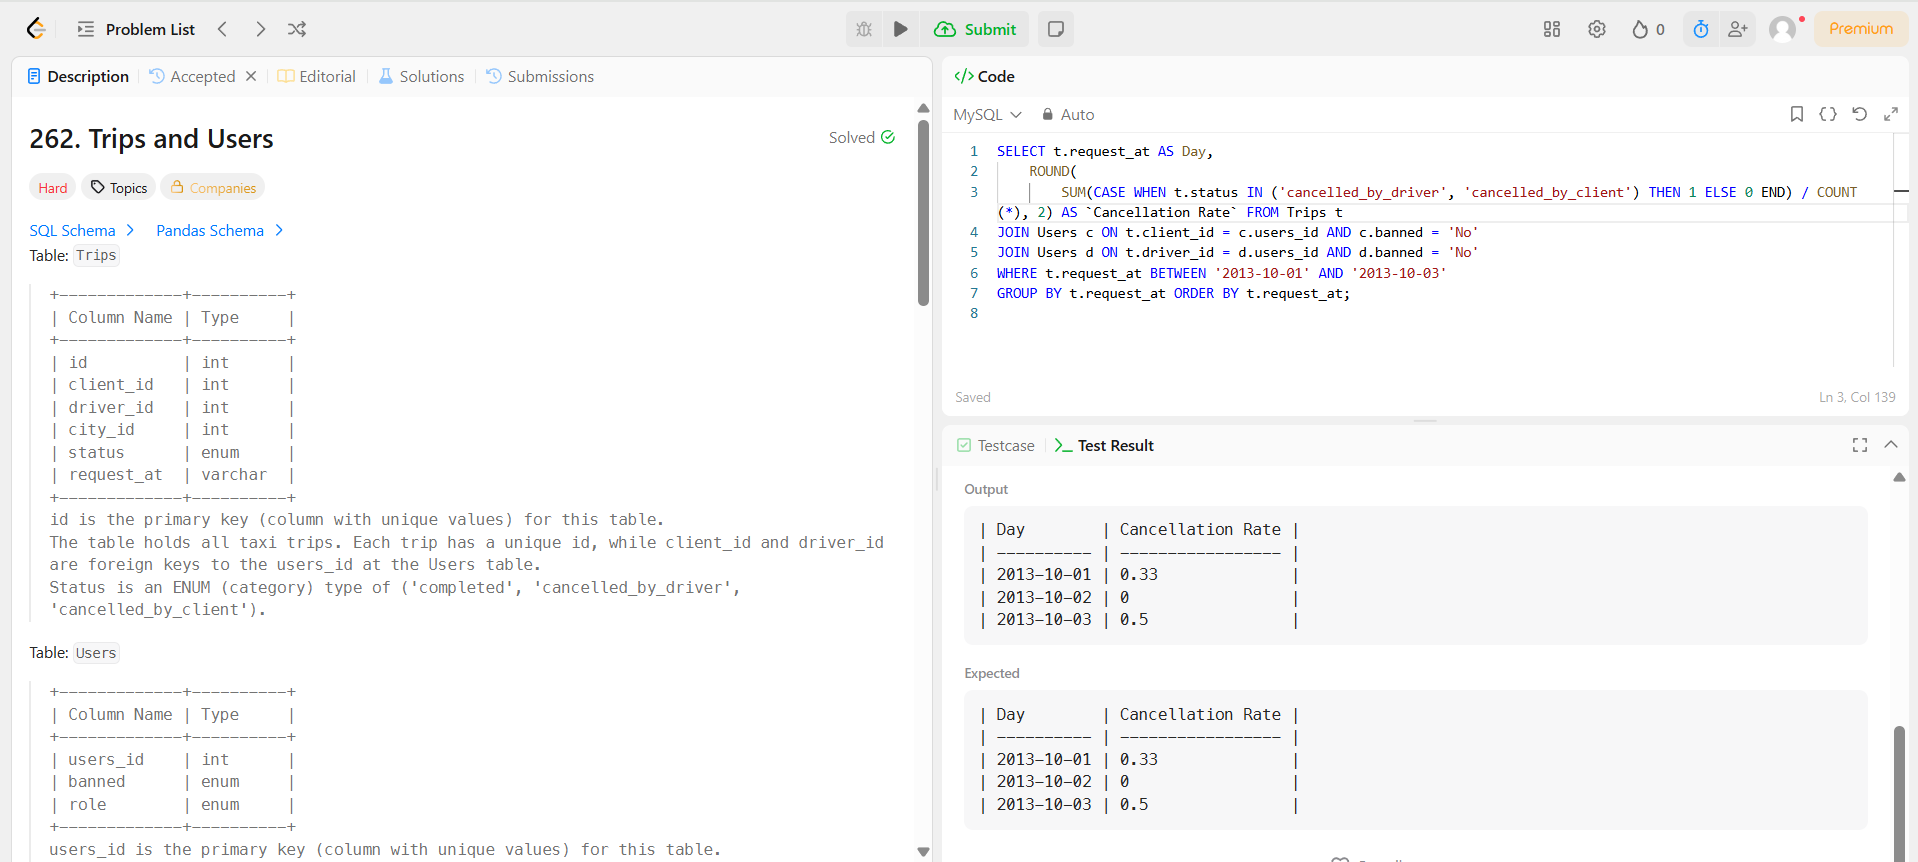 Problem List
Submit
0
Premium
Description
Accepted
Editorial
Solutions
Submissions
262. Trips and Users
Solved
Hard
Topics
Companies
SQL Schema
Pandas Schema
Table: Trips
+-------------+----------+
| Column Name | Type     |
+-------------+----------+
| id          | int      |
| client_id   | int      |
| driver_id   | int      |
| city_id     | int      |
| status      | enum     |
| request_at  | varchar  |
+-------------+----------+
id is the primary key (column with unique values) for this table.
The table holds all taxi trips. Each trip has a unique id, while client_id and driver_id
are foreign keys to the users_id at the Users table.
Status is an ENUM (category) type of ('completed', 'cancelled_by_driver',
'cancelled_by_client').
Table: Users
+-------------+----------+
| Column Name | Type     |
+-------------+----------+
| users_id    | int      |
| banned      | enum     |
| role        | enum     |
+-------------+----------+
users_id is the primary key (column with unique values) for this table.
</> Code
MySQL
Auto
1 SELECT t.request_at AS Day,
2     ROUND(
3         SUM(CASE WHEN t.status IN ('cancelled_by_driver', 'cancelled_by_client') THEN 1 ELSE 0 END) / COUNT
(*), 2) AS `Cancellation Rate` FROM Trips t
4 JOIN Users c ON t.client_id = c.users_id AND c.banned = 'No'
5 JOIN Users d ON t.driver_id = d.users_id AND d.banned = 'No'
6 WHERE t.request_at BETWEEN '2013-10-01' AND '2013-10-03'
7 GROUP BY t.request_at ORDER BY t.request_at;
8
Saved
Ln 3, Col 139
Testcase
Test Result
Output
| Day        | Cancellation Rate |
| ---------- | ----------------- |
| 2013-10-01 | 0.33              |
| 2013-10-02 | 0                 |
| 2013-10-03 | 0.5               |
Expected
| Day        | Cancellation Rate |
| ---------- | ----------------- |
| 2013-10-01 | 0.33              |
| 2013-10-02 | 0                 |
| 2013-10-03 | 0.5               |